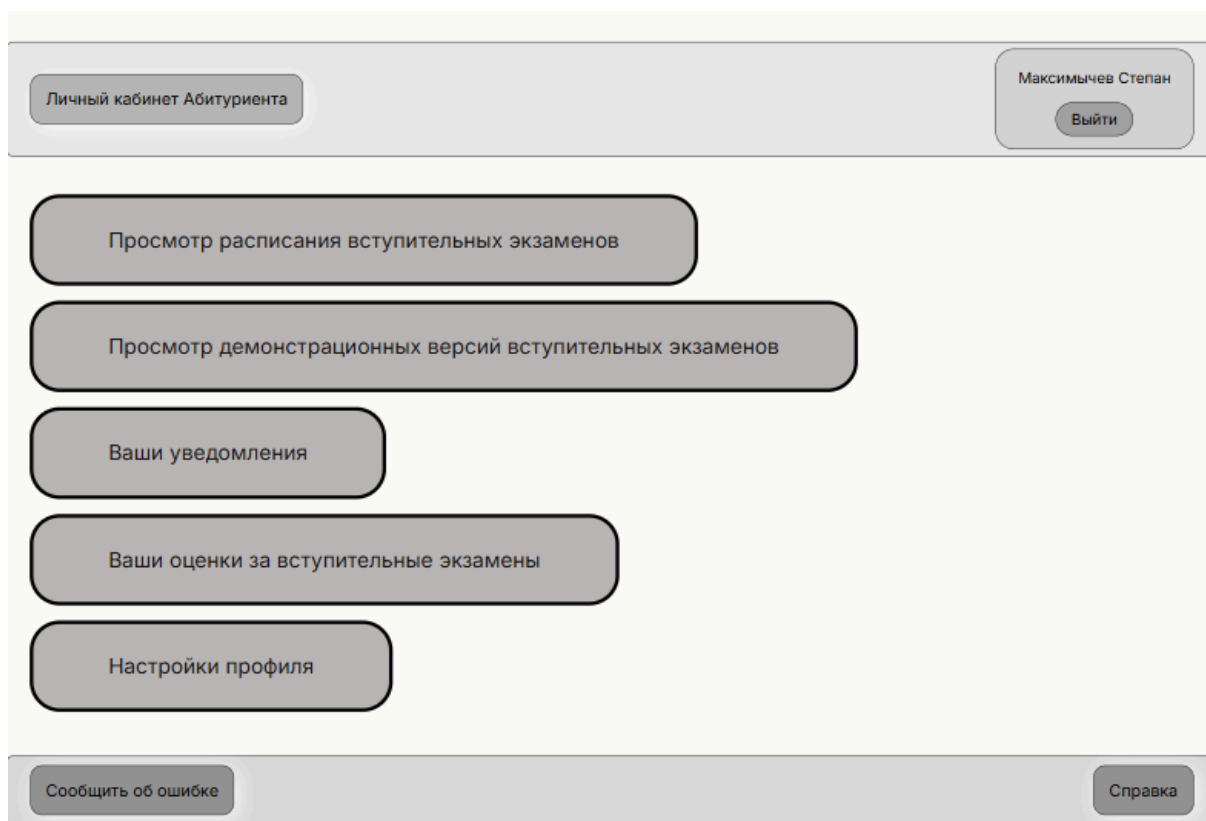 Личный кабинет Абитуриента
Максимычев Степан
Выйти
Просмотр расписания вступительных экзаменов
Просмотр демонстрационных версий вступительных экзаменов
Ваши уведомления
Ваши оценки за вступительные экзамены
Настройки профиля
Сообщить об ошибке
Справка